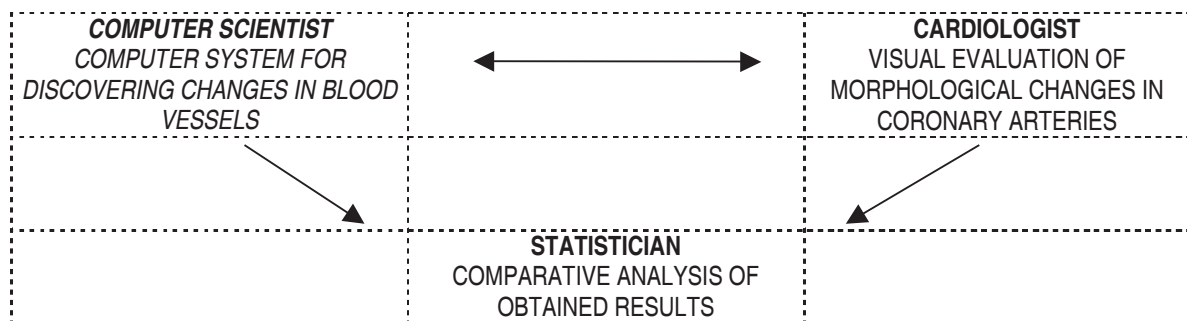 COMPUTER SCIENTIST
COMPUTER SYSTEM FOR
DISCOVERING CHANGES IN BLOOD
VESSELS
CARDIOLOGIST
VISUAL EVALUATION OF
MORPHOLOGICAL CHANGES IN
CORONARY ARTERIES
STATISTICIAN
COMPARATIVE ANALYSIS OF
OBTAINED RESULTS